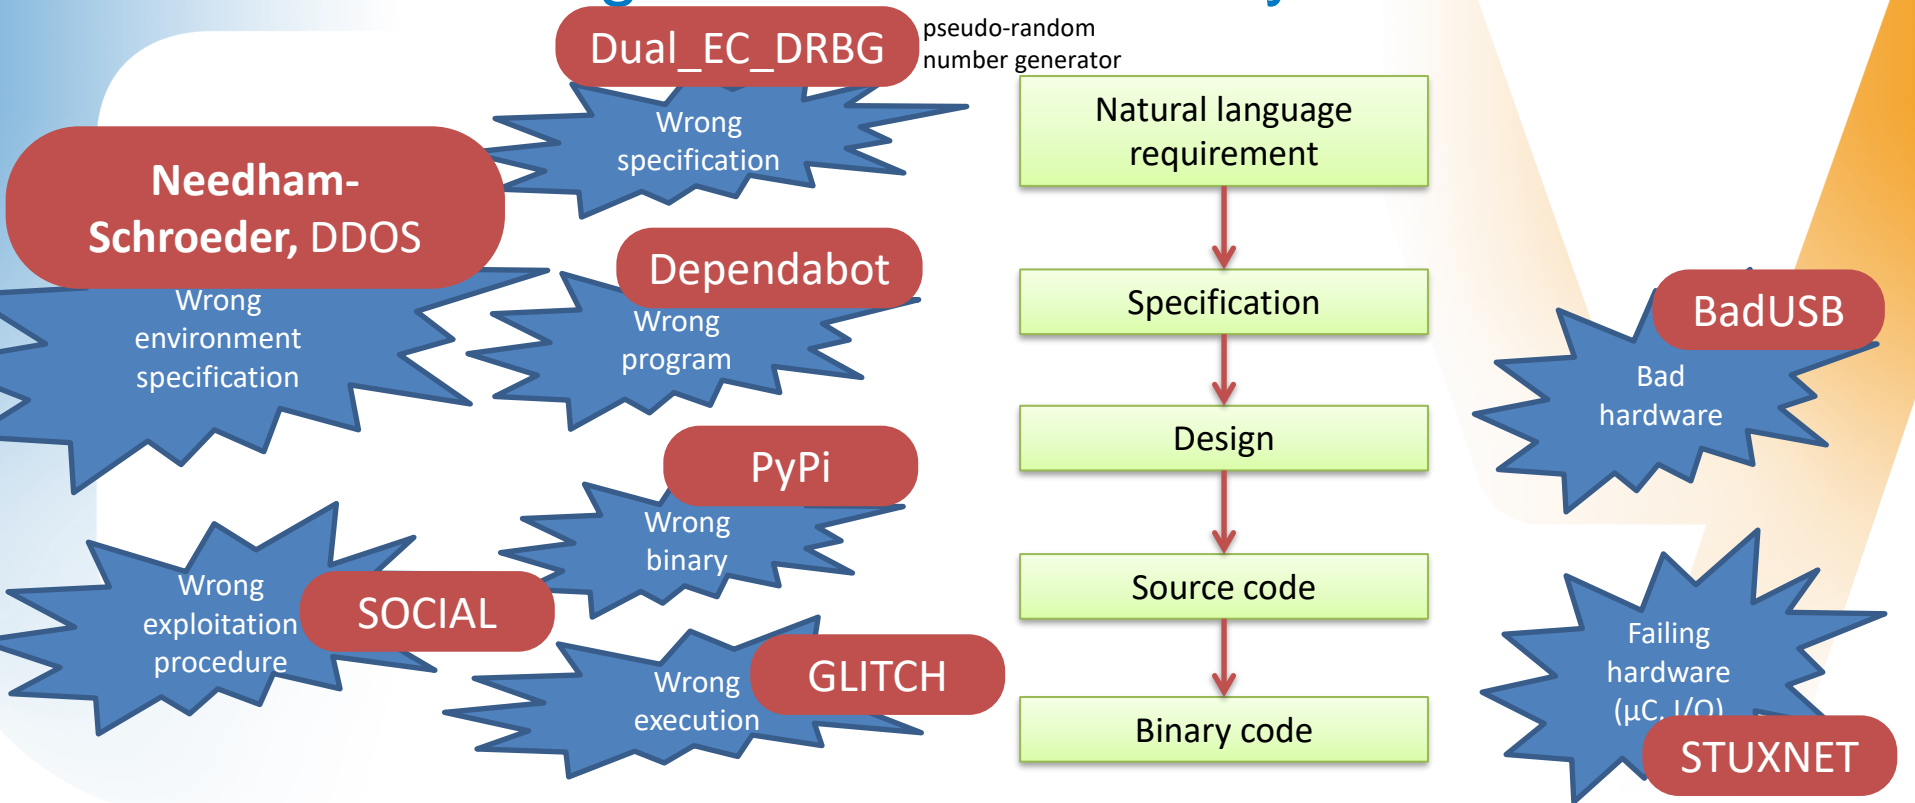 Dual_EC_DRBG
pseudo-random
number generator
Wrong
specification
Needham-
Schroeder, DDOS
Wrong
environment
specification
Dependabot
Wrong
program
PyPi
Wrong
binary
Wrong
exploitation
procedure
SOCIAL
GLITCH
Wrong
execution
Natural language
requirement
Specification
Design
Source code
Binary code
BadUSB
Bad
hardware
Failing
hardware
(µC, I/O)
STUXNET